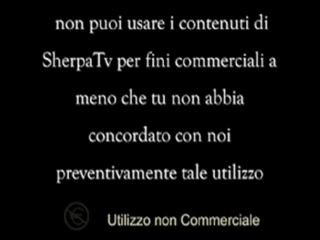 non puoi usare i contenuti di
SherpaTv per fini commerciali a
meno che tu non abbia
concordato con noi
preventivamente tale utilizzo
Utilizzo non Commerciale